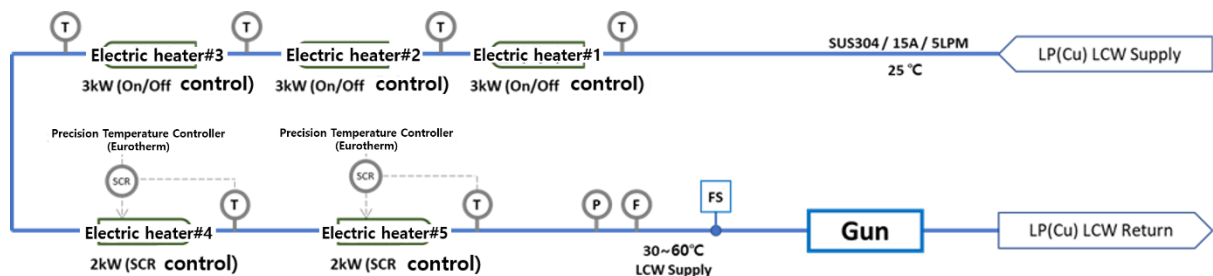 T
T
T
T
Electric heater#3
Electric heater#2
Electric heater#1
SUS304 / 15A / 5LPM
25 ℃
LP(Cu) LCW Supply
3kW (On/Off control)
3kW (On/Off control)
3kW (On/Off control)
Precision Temperature Controller
(Eurotherm)
Precision Temperature Controller
(Eurotherm)
SCR
SCR
T
T
P
F
FS
Electric heater#4
Electric heater#5
Gun
LP(Cu) LCW Return
2kW (SCR control)
2kW (SCR control)
30~60℃
LCW Supply